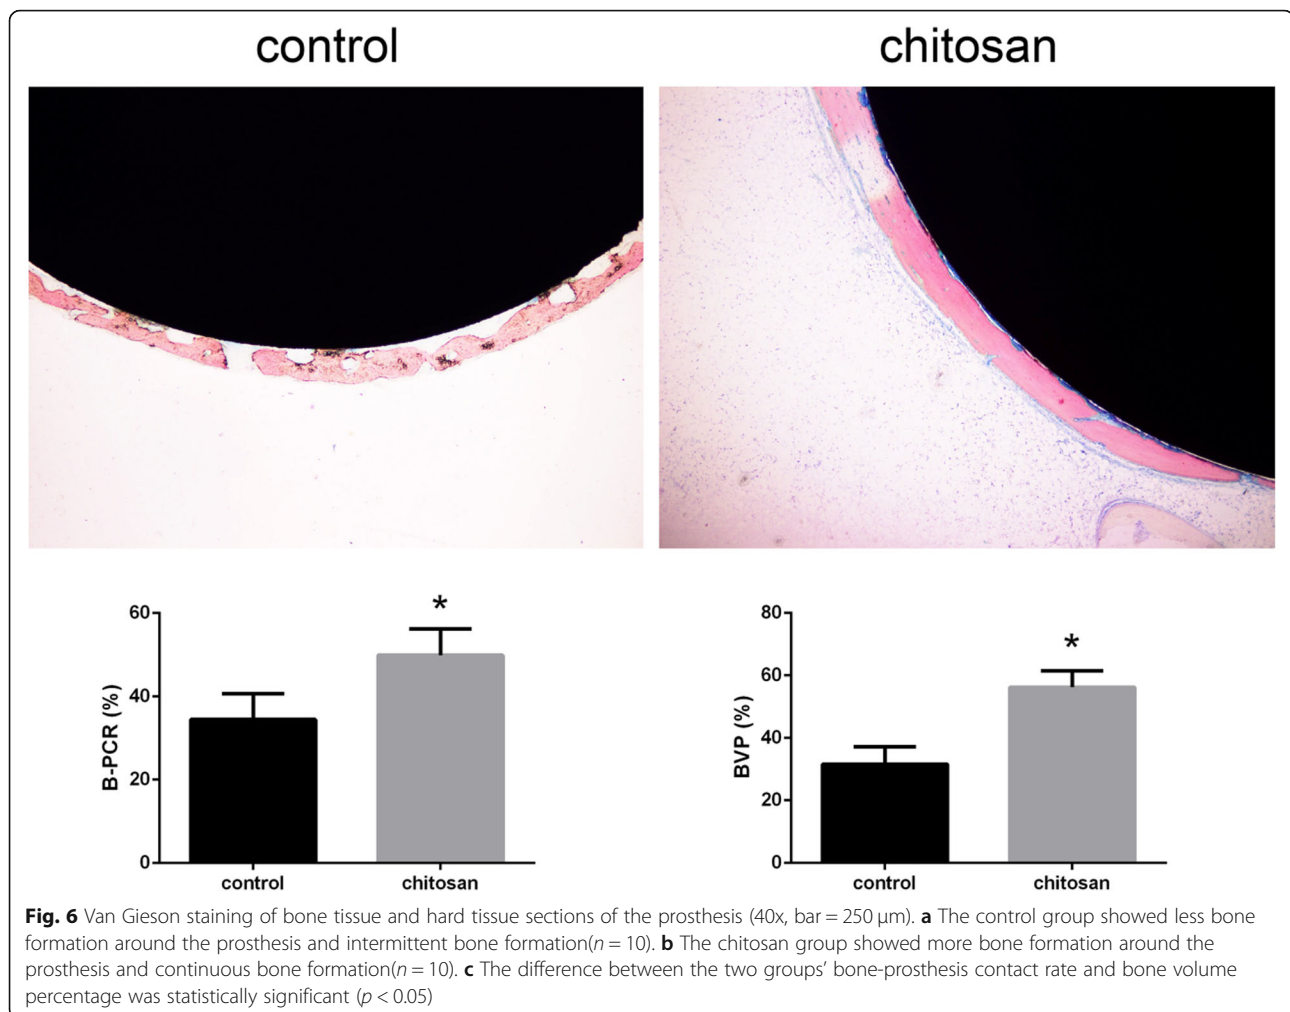 control
chitosan
60
40
20
0
B-PCR (%)
*
control
chitosan
80
60
40
20
0
BVP (%)
*
control
chitosan
Fig. 6 Van Gieson staining of bone tissue and hard tissue sections of the prosthesis (40x, bar = 250 μm). a The control group showed less bone
formation around the prosthesis and intermittent bone formation(n = 10). b The chitosan group showed more bone formation around the
prosthesis and continuous bone formation(n = 10). c The difference between the two groups’ bone-prosthesis contact rate and bone volume
percentage was statistically significant (p < 0.05)